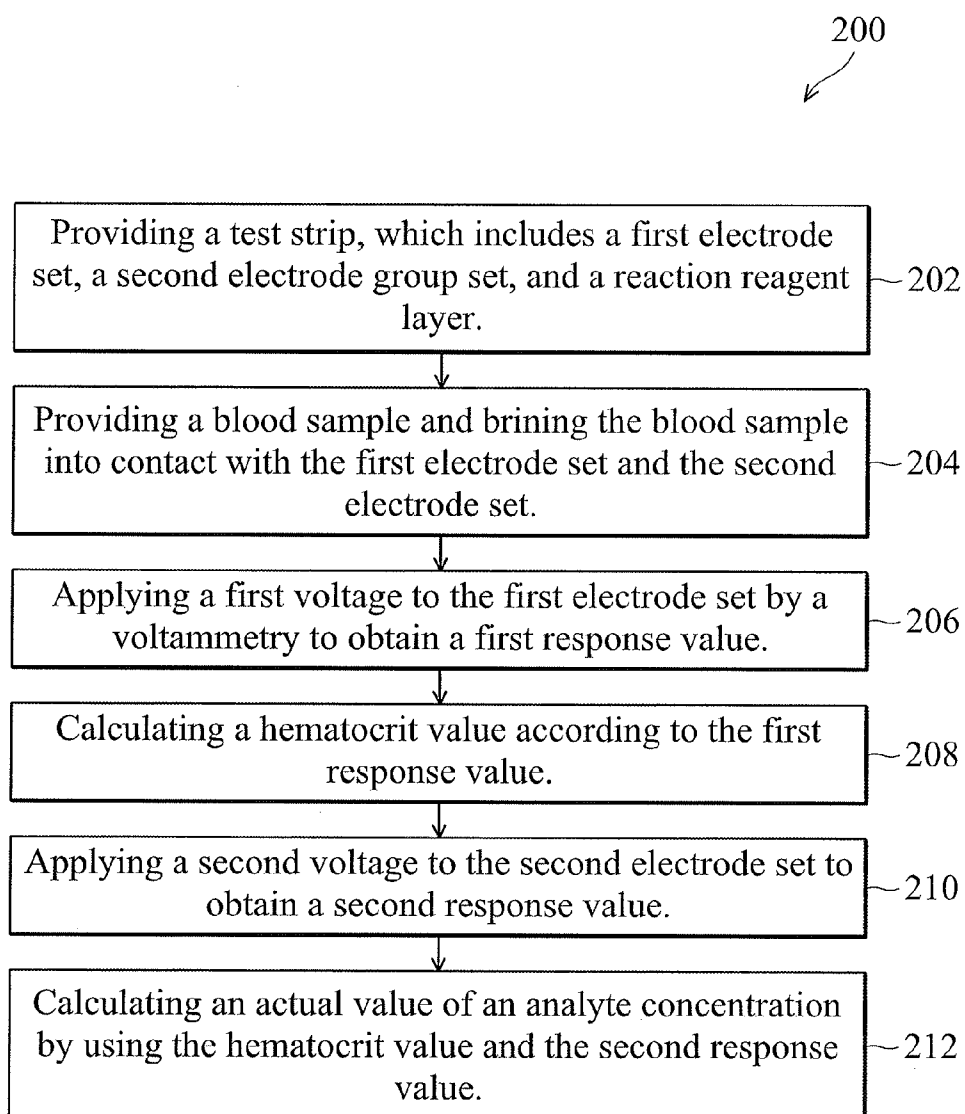 200
Providing a test strip, which includes a first electrode
set, a second electrode group set, and a reaction reagent
layer.
202
Providing a blood sample and brining the blood sample
into contact with the first electrode set and the second
electrode set.
204
Applying a first voltage to the first electrode set by a
voltammetry to obtain a first response value.
206
Calculating a hematocrit value according to the first
response value.
208
Applying a second voltage to the second electrode set to
obtain a second response value.
210
Calculating an actual value of an analyte concentration
by using the hematocrit value and the second response
value.
212